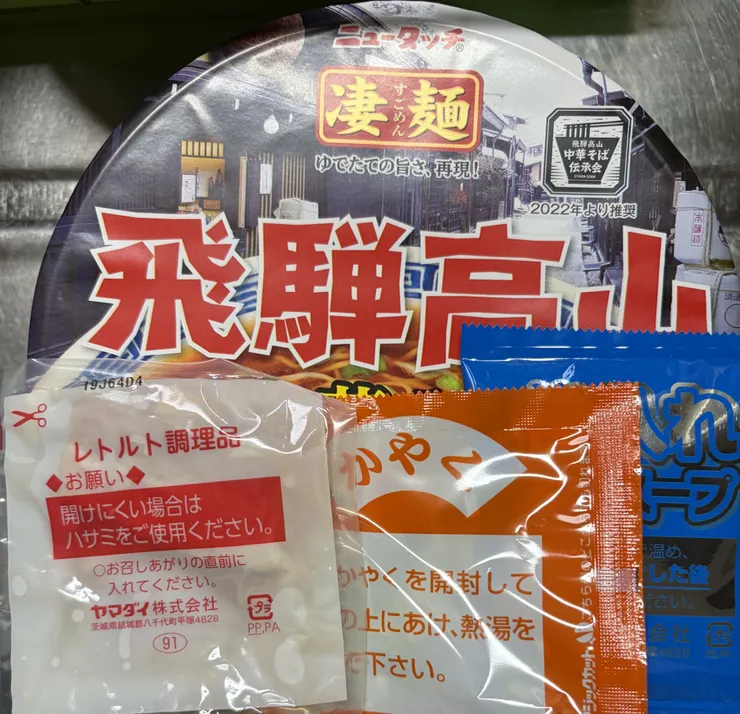 ニュータッチ®
凄麺
すごめん
ゆでたての旨さ、再現!
飛騨高山
中華そば
伝承会
2022年より推奨
飛騨高山
19J64D4
レトルト調理品
◆お願い◆
開けにくい場合は
ハサミをご使用ください。
○お召しあがりの直前に
入れてください。
ヤマダイ株式会社
茨城県結城郡八千代町平塚4828
91
プラ
PP,PA
かやく
かやくを開封して
の上にあけ、熱湯を
で下さい。
入れ
スープ
温め、
した後
ださい。
会社
4828